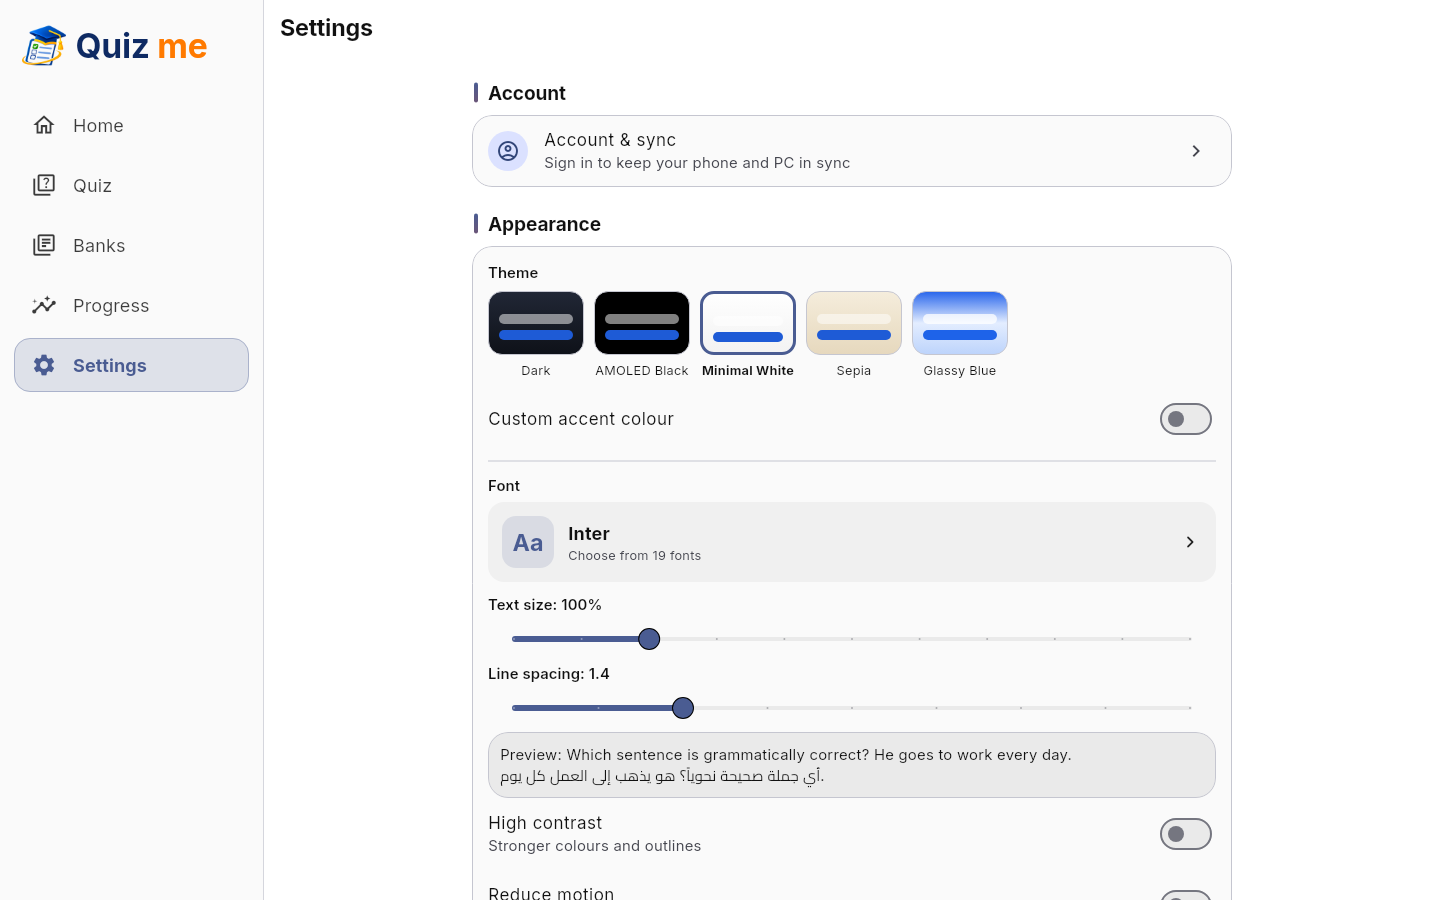 Quiz me
Home
Quiz
Banks
Progress
Settings
Settings
Account
Account & sync
Sign in to keep your phone and PC in sync
Appearance
Theme
Dark
AMOLED Black
Minimal White
Sepia
Glassy Blue
Custom accent colour
Font
Aa
Inter
Choose from 19 fonts
Text size: 100%
Line spacing: 1.4
Preview: Which sentence is grammatically correct? He goes to work every day.
أي جملة صحيحة نحوياً؟ هو يذهب إلى العمل كل يوم.
High contrast
Stronger colours and outlines
Reduce motion